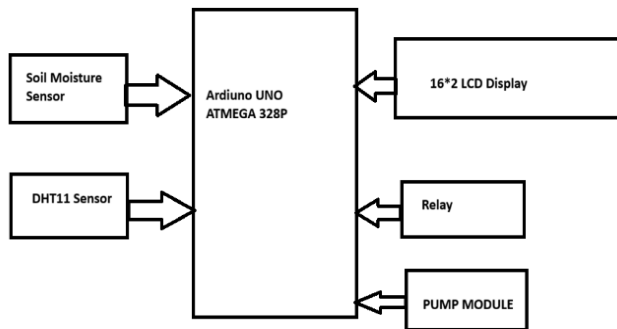 Soil Moisture
Sensor
Ardiuno UNO
ATMEGA 328P
16*2 LCD Display
DHT11 Sensor
Relay
PUMP MODULE